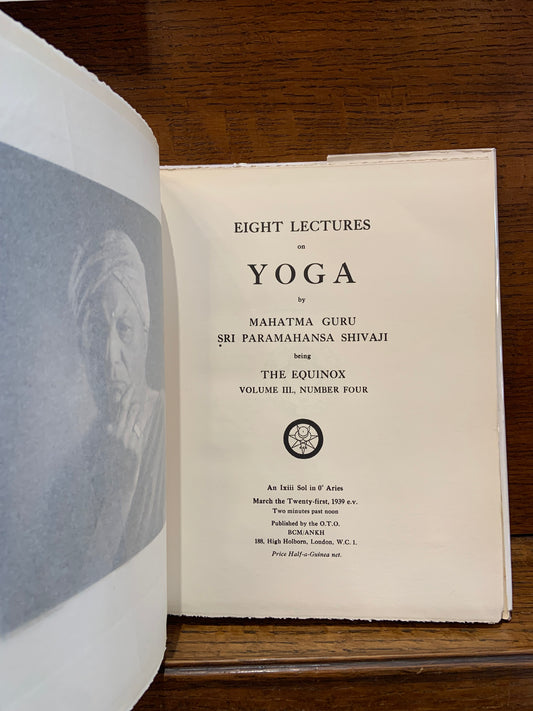 EIGHT LECTURES
on
YOGA
by
MAHATMA GURU
ṢRI PARAMAHANSA SHIVAJI
being
THE EQUINOX
VOLUME III., NUMBER FOUR
An Ixiii Sol in 0° Aries
March the Twenty-first, 1939 e.v.
Two minutes past noon
Published by the O.T.O.
BCM/ANKH
188, High Holborn, London, W.C. 1.
Price Half-a-Guinea net.